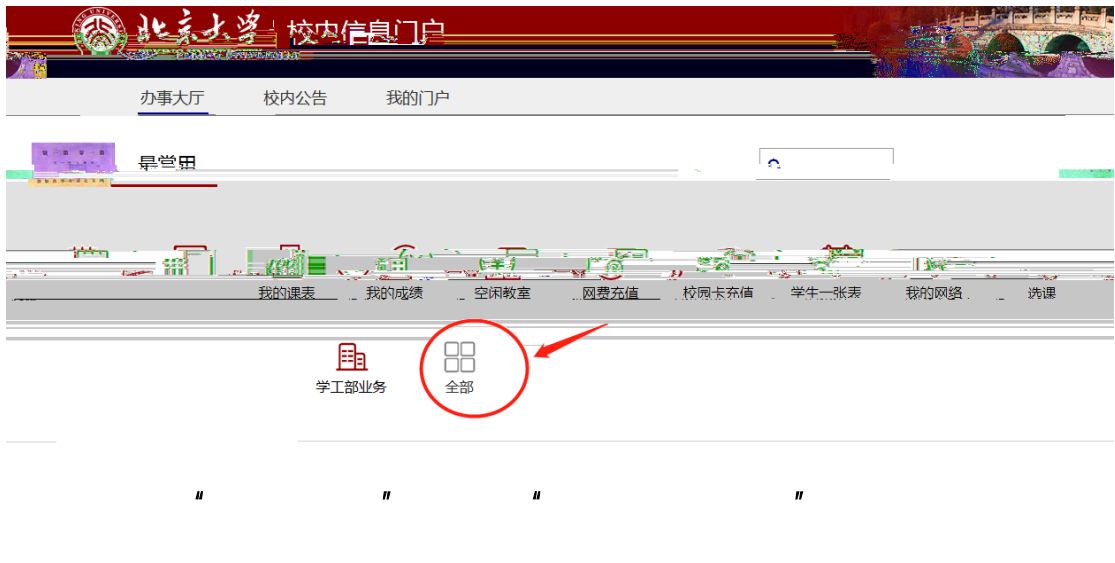 北京大学 校内信息门户
办事大厅 校内公告 我的门户
最常用
我的课表 我的成绩 空闲教室 网费充值 校园卡充值 学生一张表 我的网络 选课
学工部业务 全部
“ ” “ ”